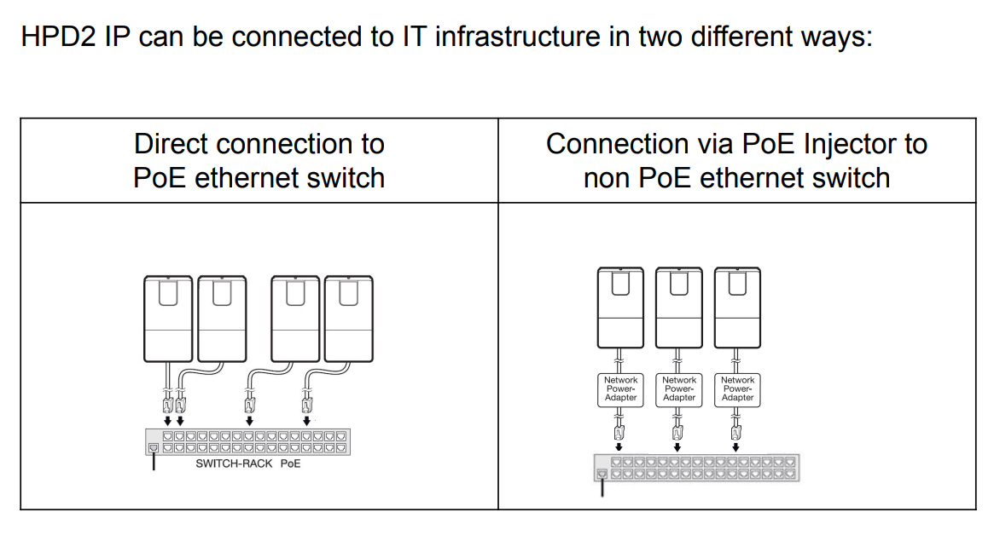 HPD2 IP can be connected to IT infrastructure in two different ways:
Direct connection to
PoE ethernet switch
Connection via PoE Injector to
non PoE ethernet switch
SWITCH-RACK PoE
Network
Power-
Adapter
Network
Power-
Adapter
Network
Power-
Adapter